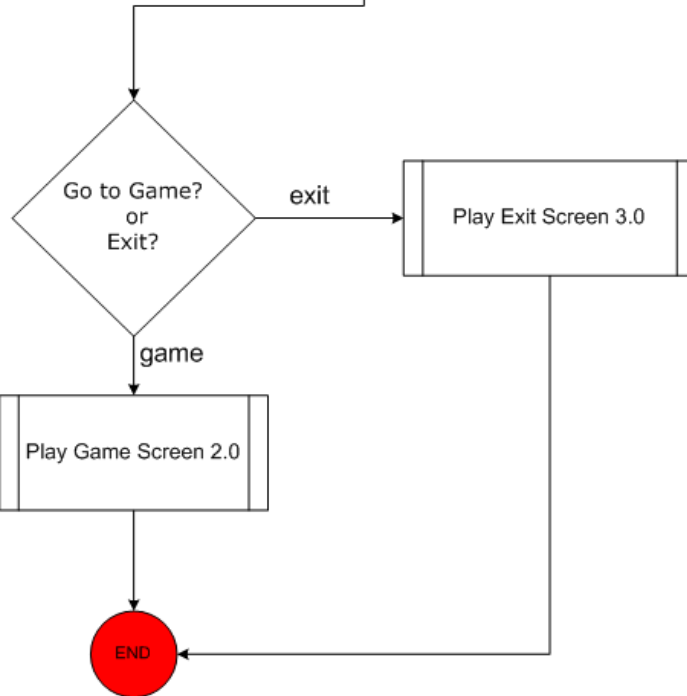 Go to Game?
or
Exit?
exit
Play Exit Screen 3.0
game
Play Game Screen 2.0
END